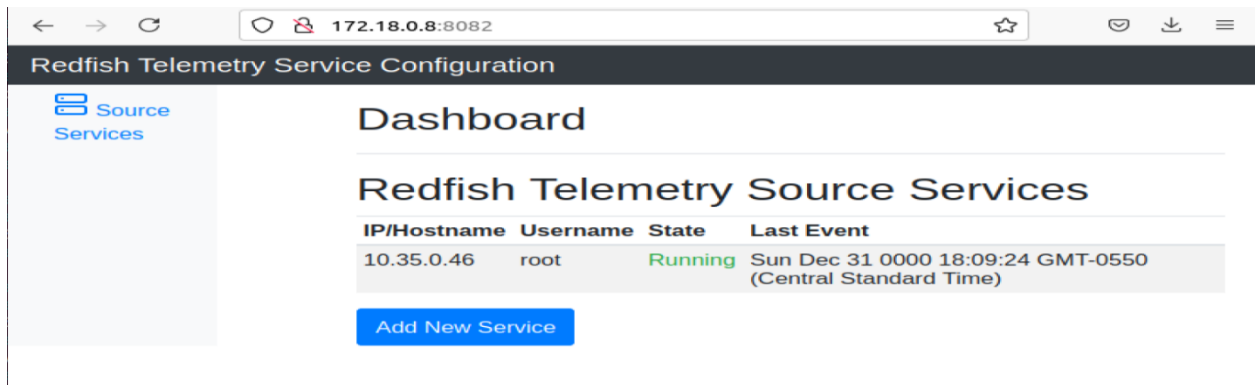 172.18.0.8:8082
Redfish Telemetry Service Configuration
Source
Services
Dashboard
Redfish Telemetry Source Services
IP/Hostname Username State Last Event
10.35.0.46 root Running Sun Dec 31 0000 18:09:24 GMT-0550
(Central Standard Time)
Add New Service